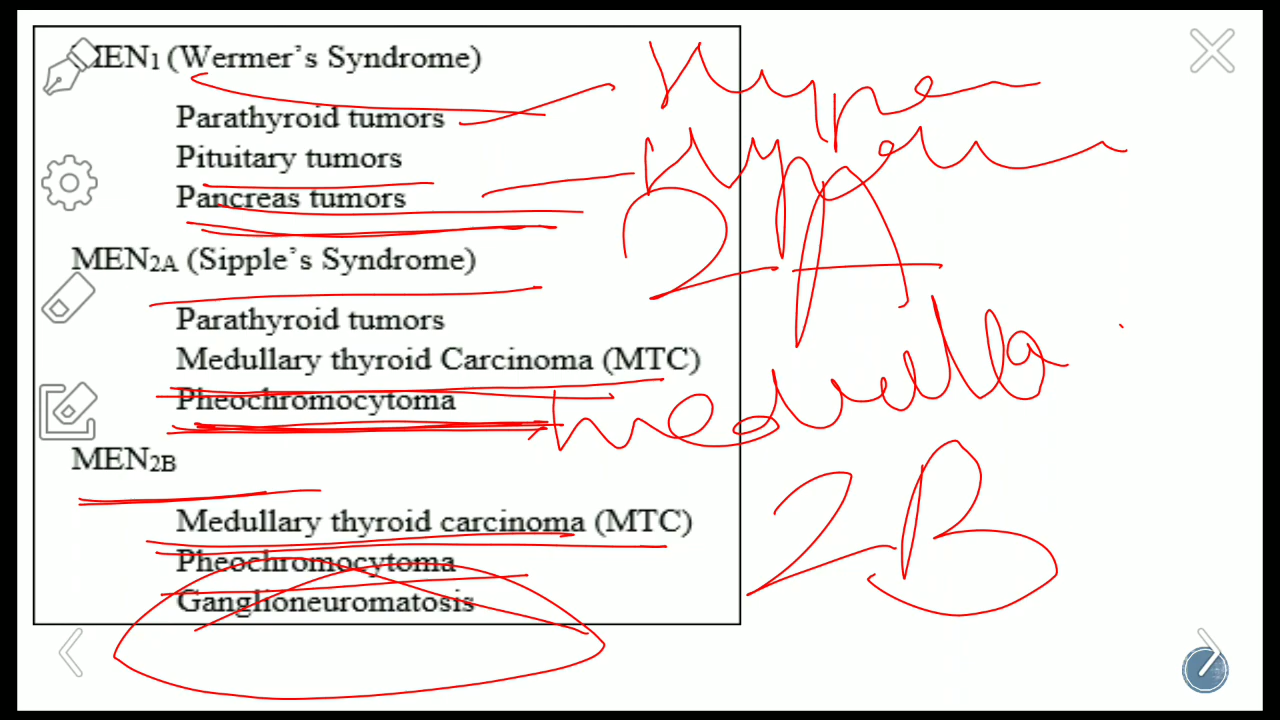 MEN1 (Wermer's Syndrome)
Parathyroid tumors
Pituitary tumors
Pancreas tumors
MEN2A (Sipple's Syndrome)
Parathyroid tumors
Medullary thyroid Carcinoma (MTC)
Pheochromocytoma
MEN2B
Medullary thyroid carcinoma (MTC)
Pheochromocytoma
Ganglioneuromatosis
2A
medulla
2B